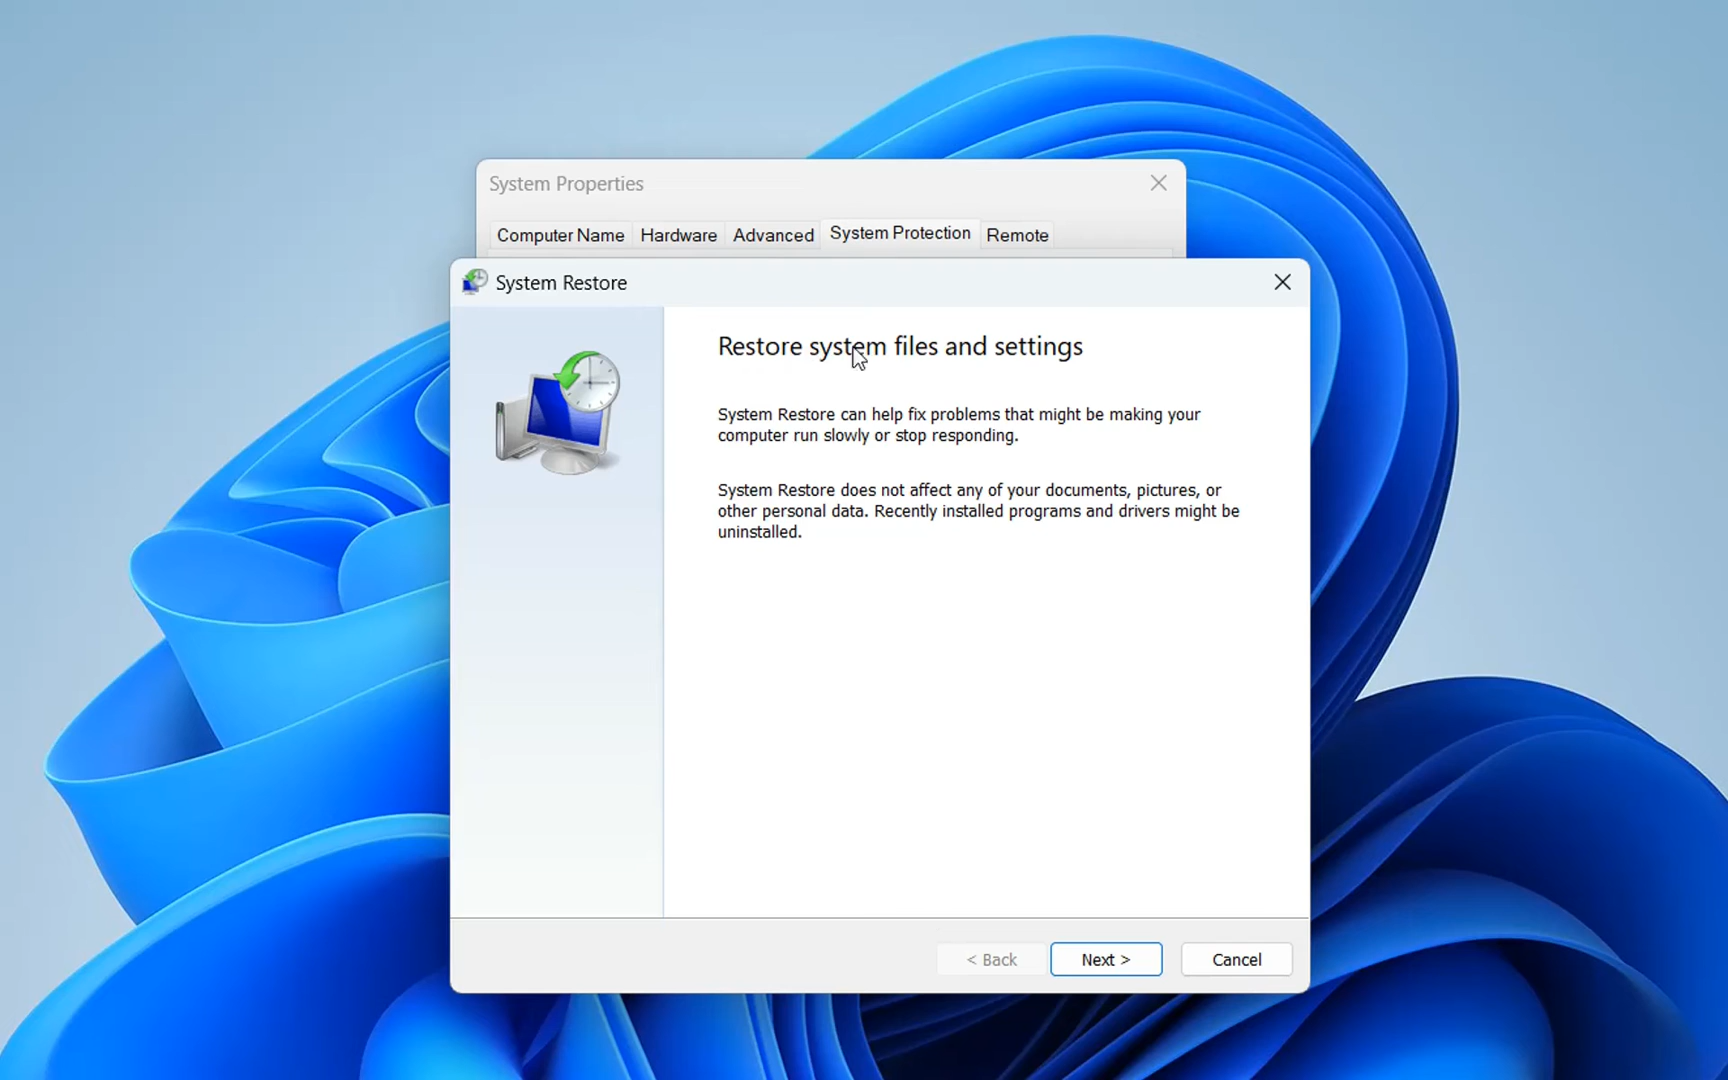 System Properties
Computer Name Hardware Advanced System Protection Remote
System Restore
Restore system files and settings
System Restore can help fix problems that might be making your
computer run slowly or stop responding.
System Restore does not affect any of your documents, pictures, or
other personal data. Recently installed programs and drivers might be
uninstalled.
< Back Next > Cancel